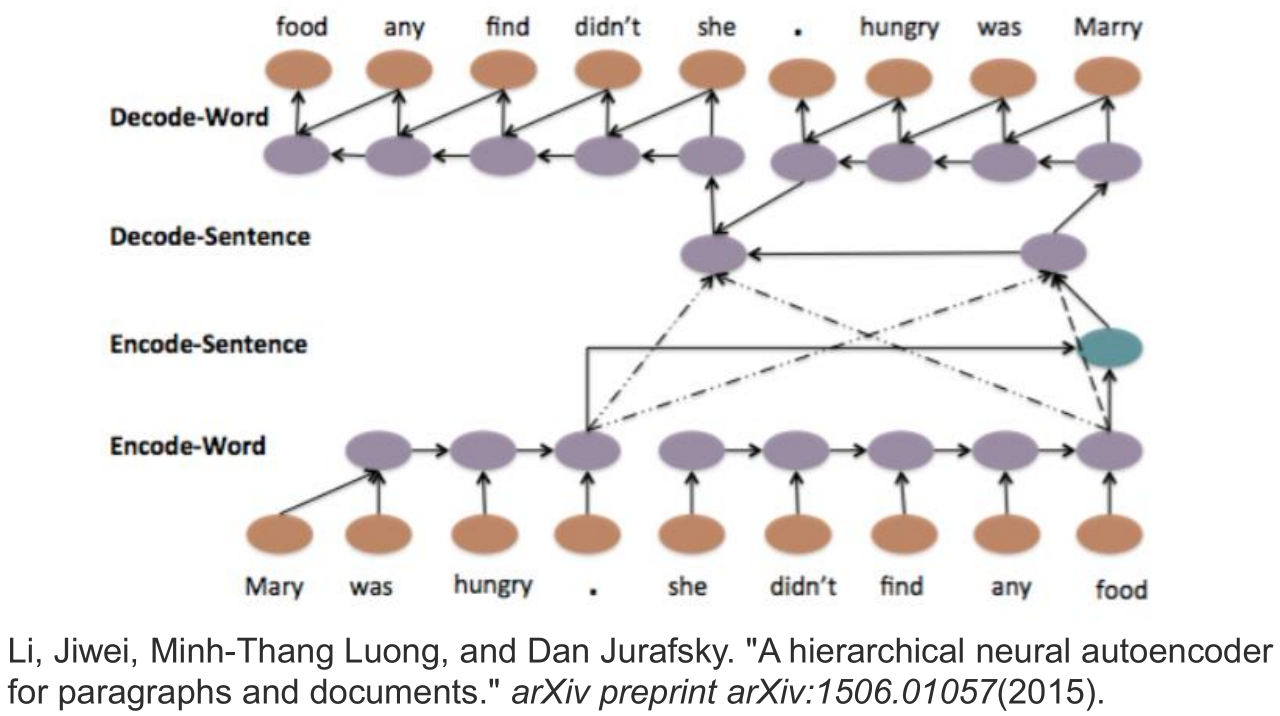 food any find didn't she . hungry was Marry
Decode-Word
Decode-Sentence
Encode-Sentence
Encode-Word
Mary was hungry . she didn't find any food
Li, Jiwei, Minh-Thang Luong, and Dan Jurafsky. "A hierarchical neural autoencoder
for paragraphs and documents." arXiv preprint arXiv:1506.01057(2015).